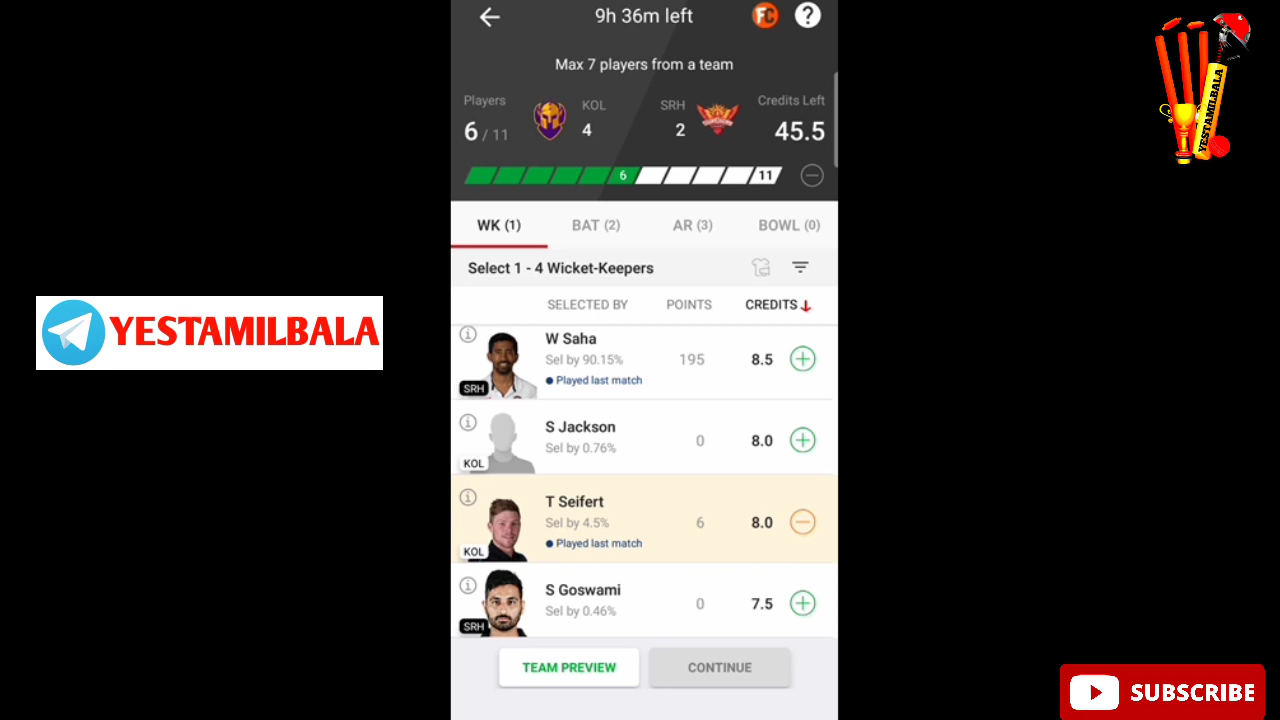 9h 36m left
FC
?
Max 7 players from a team
Players
KOL
SRH
Credits Left
6 / 11
4
2
45.5
6
11
WK (1)
BAT (2)
AR (3)
BOWL (0)
Select 1 - 4 Wicket-Keepers
SELECTED BY
POINTS
CREDITS
W Saha
Sel by 90.15%
195
8.5
Played last match
SRH
S Jackson
Sel by 0.76%
0
8.0
KOL
T Seifert
Sel by 4.5%
6
8.0
Played last match
KOL
S Goswami
Sel by 0.46%
0
7.5
SRH
TEAM PREVIEW
CONTINUE
YESTAMILBALA
YESTAMILBALA
SUBSCRIBE